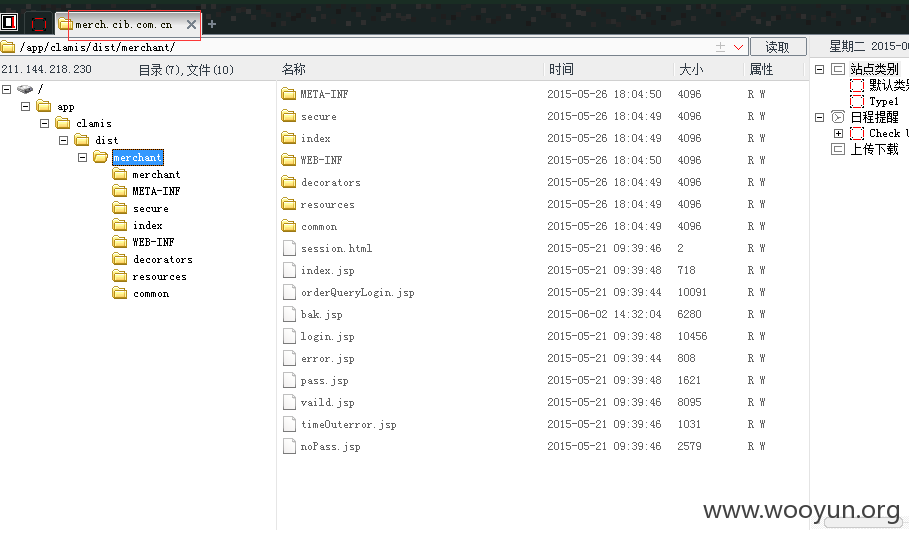 merch.cib.com.cn
/app/clamis/dist/merchant/ 读取 星期二 2015-0
211.144.218.230 目录(7),文件(10) 名称 时间 大小 属性
/
app
clamis
dist
merchant
merchant
META-INF
secure
index
WEB-INF
decorators
resources
common
META-INF 2015-05-26 18:04:50 4096 R W
secure 2015-05-26 18:04:49 4096 R W
index 2015-05-26 18:04:49 4096 R W
WEB-INF 2015-05-26 18:04:50 4096 R W
decorators 2015-05-26 18:04:49 4096 R W
resources 2015-05-26 18:04:49 4096 R W
common 2015-05-26 18:04:49 4096 R W
session.html 2015-05-21 09:39:46 2 R W
index.jsp 2015-05-21 09:39:48 718 R W
orderQueryLogin.jsp 2015-05-21 09:39:44 10091 R W
bak.jsp 2015-06-02 14:32:04 6280 R W
login.jsp 2015-05-21 09:39:48 10456 R W
error.jsp 2015-05-21 09:39:44 808 R W
pass.jsp 2015-05-21 09:39:48 1621 R W
vaild.jsp 2015-05-21 09:39:46 8095 R W
timeOuterror.jsp 2015-05-21 09:39:46 1031 R W
noPass.jsp 2015-05-21 09:39:46 2579 R W
站点类别
默认类别
Type1
日程提醒
Check U
上传下载
www.wooyun.org